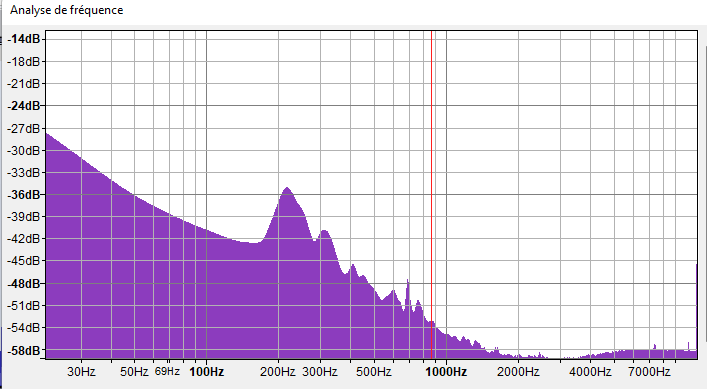 Analyse de fréquence
-14dB
-18dB
-21dB
-24dB
-27dB
-30dB
-33dB
-36dB
-39dB
-42dB
-45dB
-48dB
-51dB
-54dB
-58dB
30Hz 50Hz 69Hz 100Hz 200Hz 300Hz 500Hz 1000Hz 2000Hz 4000Hz 7000Hz